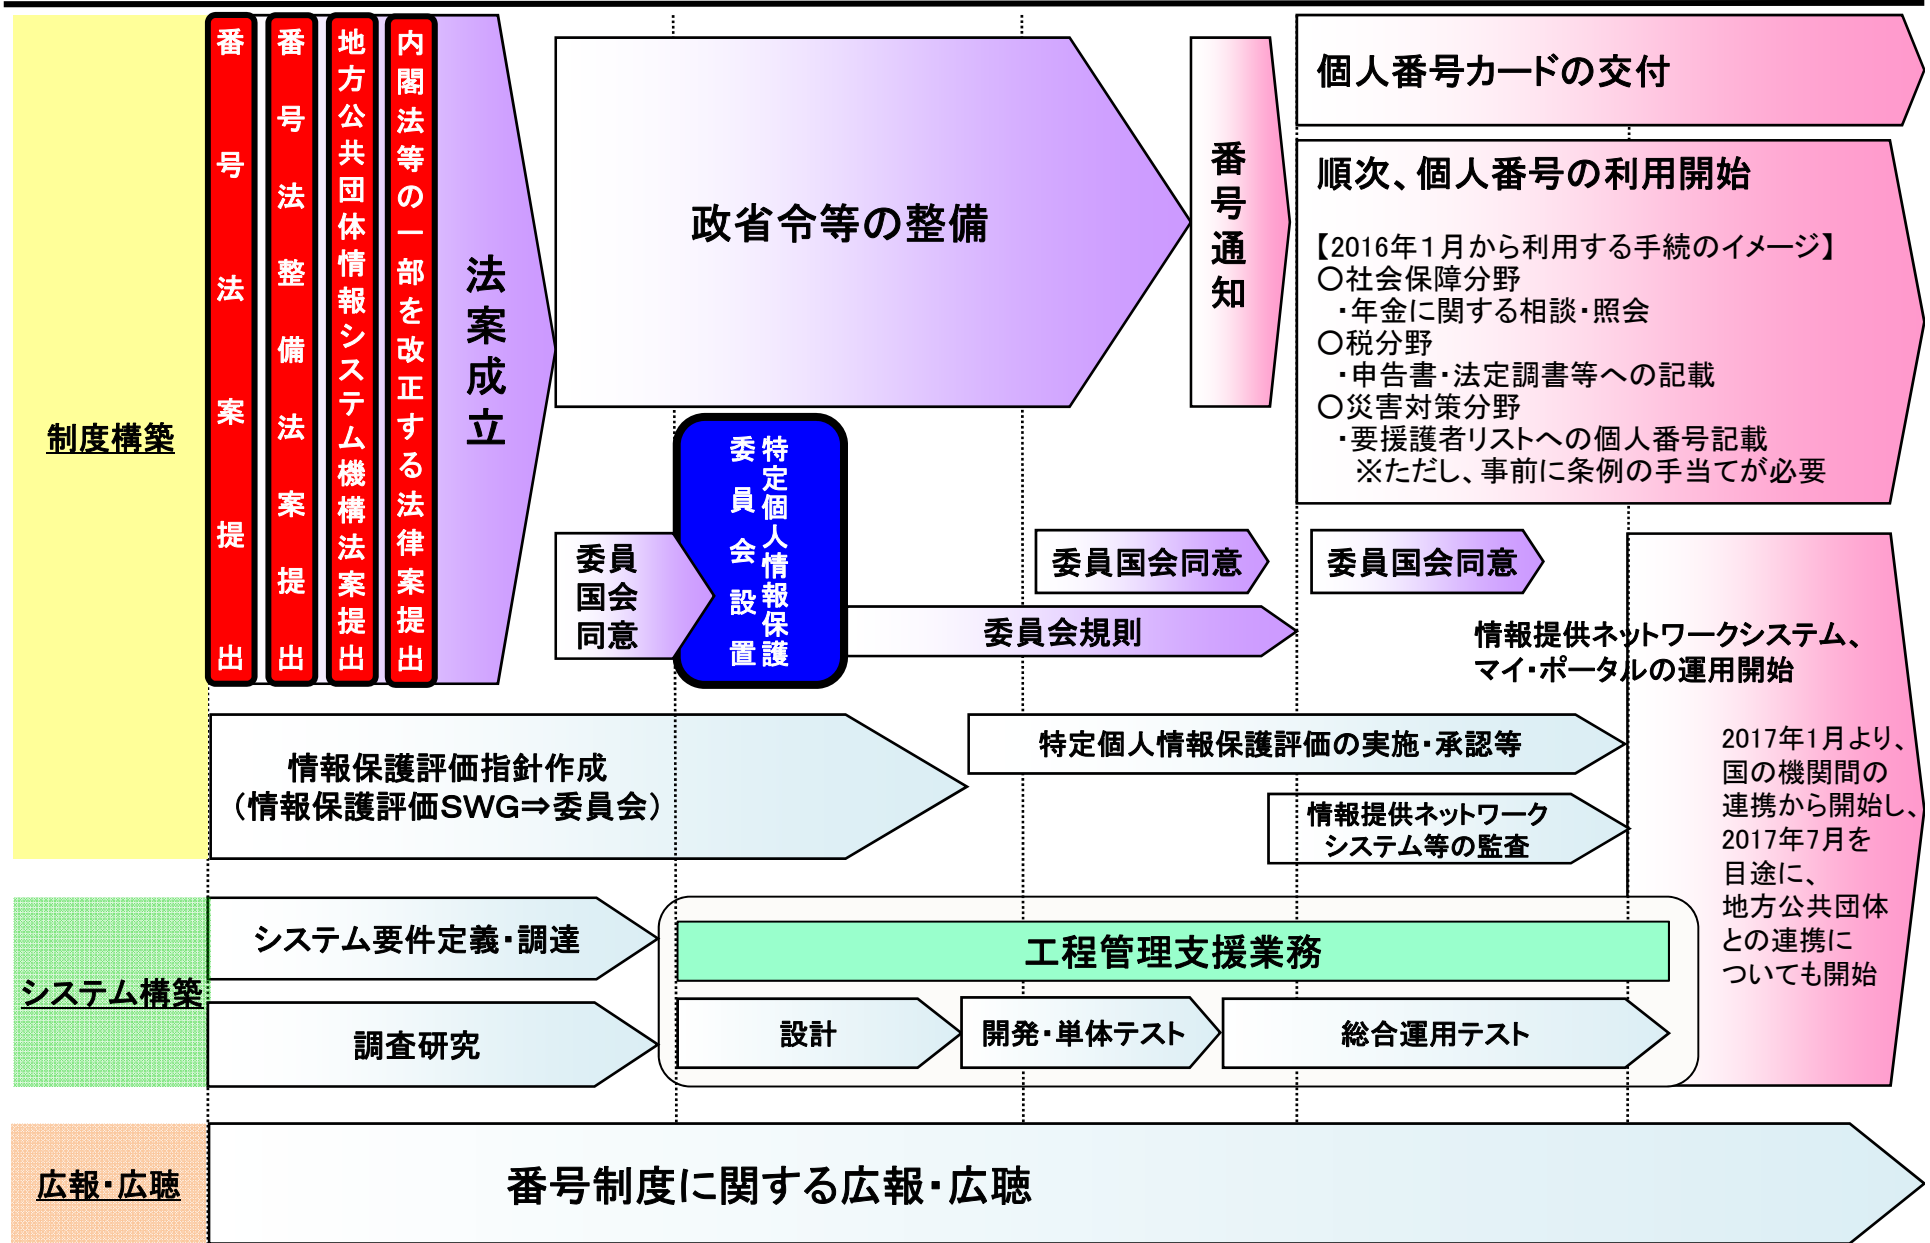 制度構築
番号法案提出
番号法整備法案提出
地方公共団体情報システム機構法案提出
内閣法等の一部を改正する法律案提出
法案成立
政省令等の整備
番号通知
個人番号カードの交付
順次、個人番号の利用開始
【2016年１月から利用する手続のイメージ】
○社会保障分野
・年金に関する相談・照会
○税分野
・申告書・法定調書等への記載
○災害対策分野
・要援護者リストへの個人番号記載
※ただし、事前に条例の手当てが必要
委員
国会
同意
特定個人情報保護
委員会設置
委員国会同意
委員国会同意
委員会規則
情報提供ネットワークシステム、
マイ・ポータルの運用開始
2017年1月より、
国の機関間の
連携から開始し、
2017年7月を
目途に、
地方公共団体
との連携に
ついても開始
情報保護評価指針作成
（情報保護評価SWG⇒委員会）
特定個人情報保護評価の実施・承認等
情報提供ネットワーク
システム等の監査
システム構築
システム要件定義・調達
調査研究
工程管理支援業務
設計
開発・単体テスト
総合運用テスト
広報・広聴
番号制度に関する広報・広聴